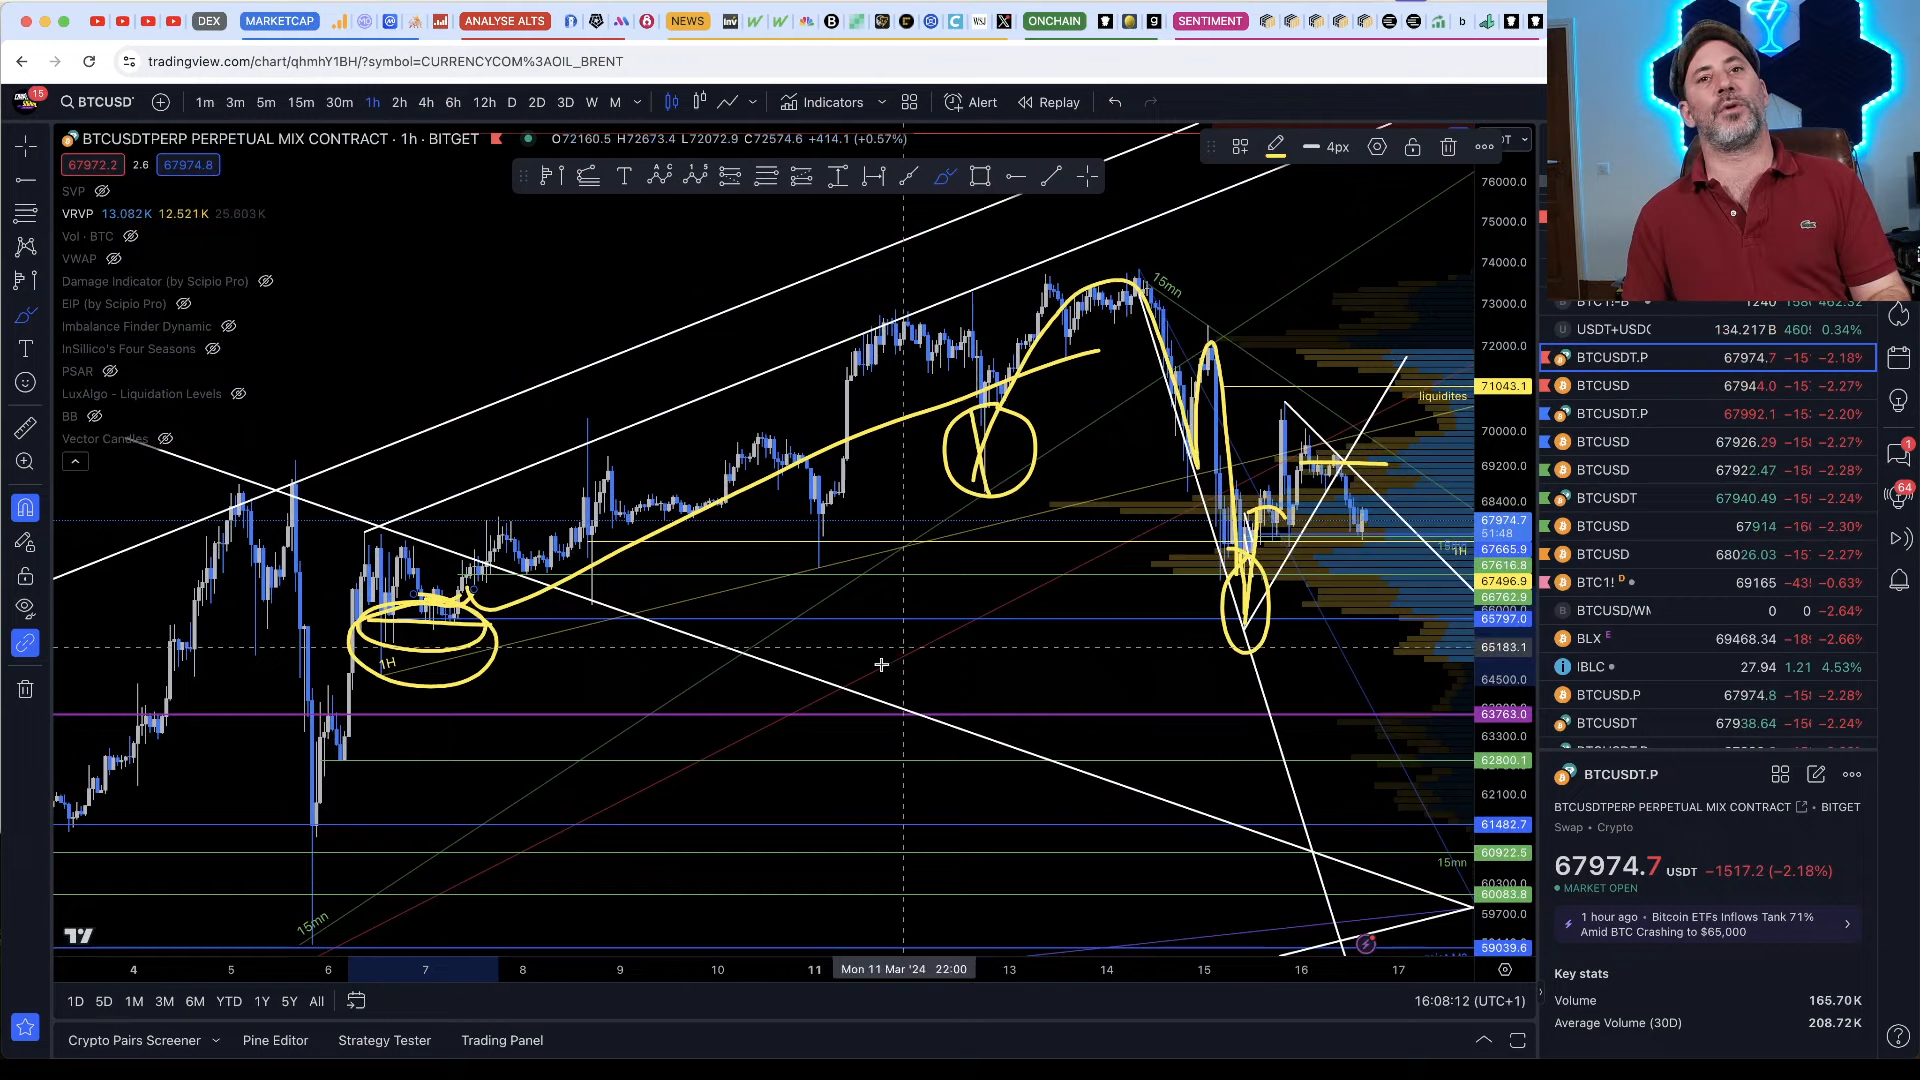 DEX MARKETCAP ANALYSE ALTS NEWS ONCHAIN SENTIMENT
tradingview.com/chart/qhmhY1BH/?symbol=CURRENCYCOM%3AOIL_BRENT
15 BTCUSDT 1m 3m 5m 15m 30m 1h 2h 4h 6h 12h D 2D 3D W M Indicators Alert Replay
BTCUSDTPERP PERPETUAL MIX CONTRACT · 1h · BITGET O72160.5 H72673.4 L72072.9 C72574.6 +414.1 (+0.57%)
4px
67972.2 2.6 67974.8
SVP
VRVP 13.082K 12.521K 25.603K
Vol · BTC
VWAP
Damage Indicator (by Scipio Pro)
EIP (by Scipio Pro)
Imbalance Finder Dynamic
InSillico's Four Seasons
PSAR
LuxAlgo - Liquidation Levels
BB
Vector Candles
15mn
liquidites
1H
15mn
15mn
76000.0
75000.0
74000.0
73000.0
72000.0
71043.1
70000.0
69200.0
68400.0
67974.7
51:48
67665.9
67616.8
67496.9
66762.9
66000.0
65797.0
65183.1
64500.0
63763.0
63300.0
62800.1
62100.0
61482.7
60922.5
60300.0
60083.8
59700.0
59039.6
4 5 6 7 8 9 10 11 Mon 11 Mar '24 22:00 13 14 15 16 17
1D 5D 1M 3M 6M YTD 1Y 5Y All 16:08:12 (UTC+1)
Crypto Pairs Screener Pine Editor Strategy Tester Trading Panel
USDT+USDC 134.217B 0.34%
BTCUSDT.P 67974.7 −2.18%
BTCUSD 67944.0 −2.27%
BTCUSDT.P 67992.1 −2.20%
BTCUSD 67926.29 −2.27%
BTCUSD 67922.47 −2.28%
BTCUSDT 67940.49 −2.24%
BTCUSD 67914 −2.30%
BTCUSD 68026.03 −2.27%
BTC1! D 69165 −0.63%
BTCUSD/WM 0 0 −2.64%
BLX E 69468.34 −2.66%
IBLC 27.94 1.21 4.53%
BTCUSD.P 67974.8 −2.28%
BTCUSDT 67938.64 −2.24%
BTCUSDT.P
BTCUSDTPERP PERPETUAL MIX CONTRACT • BITGET
Swap • Crypto
67974.7 USDT −1517.2 (−2.18%)
MARKET OPEN
1 hour ago • Bitcoin ETFs Inflows Tank 71%
Amid BTC Crashing to $65,000
Key stats
Volume 165.70K
Average Volume (30D) 208.72K
1
64